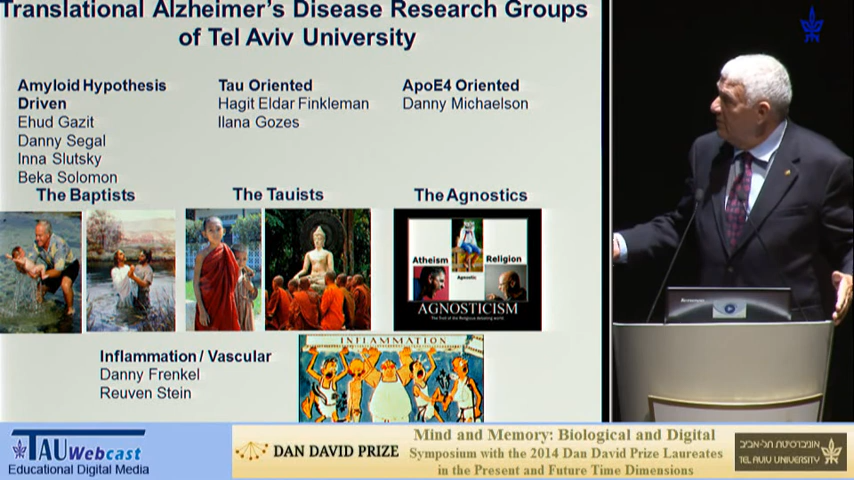 Translational Alzheimer's Disease Research Groups
of Tel Aviv University
Amyloid Hypothesis
Driven
Ehud Gazit
Danny Segal
Inna Slutsky
Beka Solomon
The Baptists
Tau Oriented
Hagit Eldar Finkleman
Ilana Gozes
The Tauists
ApoE4 Oriented
Danny Michaelson
The Agnostics
Atheism
Religion
Agnostic
AGNOSTICISM
Inflammation / Vascular
Danny Frenkel
Reuven Stein
INFLAMMATION
TAU Webcast
Educational Digital Media
DAN DAVID PRIZE
Mind and Memory: Biological and Digital
Symposium with the 2014 Dan David Prize Laureates
in the Present and Future Time Dimensions
אוניברסיטת תל-אביב
TEL AVIV UNIVERSITY